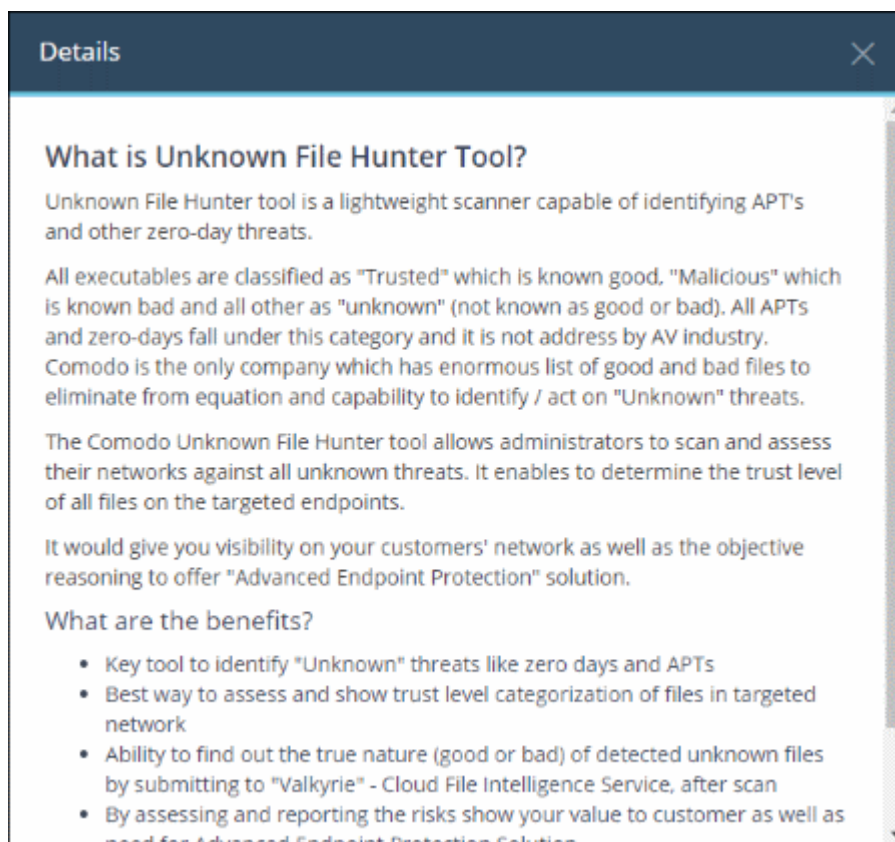 Details
What is Unknown File Hunter Tool?
Unknown File Hunter tool is a lightweight scanner capable of identifying APT's
and other zero-day threats.
All executables are classified as "Trusted" which is known good, "Malicious" which
is known bad and all other as "unknown" (not known as good or bad). All APTs
and zero-days fall under this category and it is not address by AV industry.
Comodo is the only company which has enormous list of good and bad files to
eliminate from equation and capability to identify / act on "Unknown" threats.
The Comodo Unknown File Hunter tool allows administrators to scan and assess
their networks against all unknown threats. It enables to determine the trust level
of all files on the targeted endpoints.
It would give you visibility on your customers' network as well as the objective
reasoning to offer "Advanced Endpoint Protection" solution.
What are the benefits?
• Key tool to identify "Unknown" threats like zero days and APTs
• Best way to assess and show trust level categorization of files in targeted
network
• Ability to find out the true nature (good or bad) of detected unknown files
by submitting to "Valkyrie" - Cloud File Intelligence Service, after scan
• By assessing and reporting the risks show your value to customer as well as
need for Advanced Endpoint Protection Solution